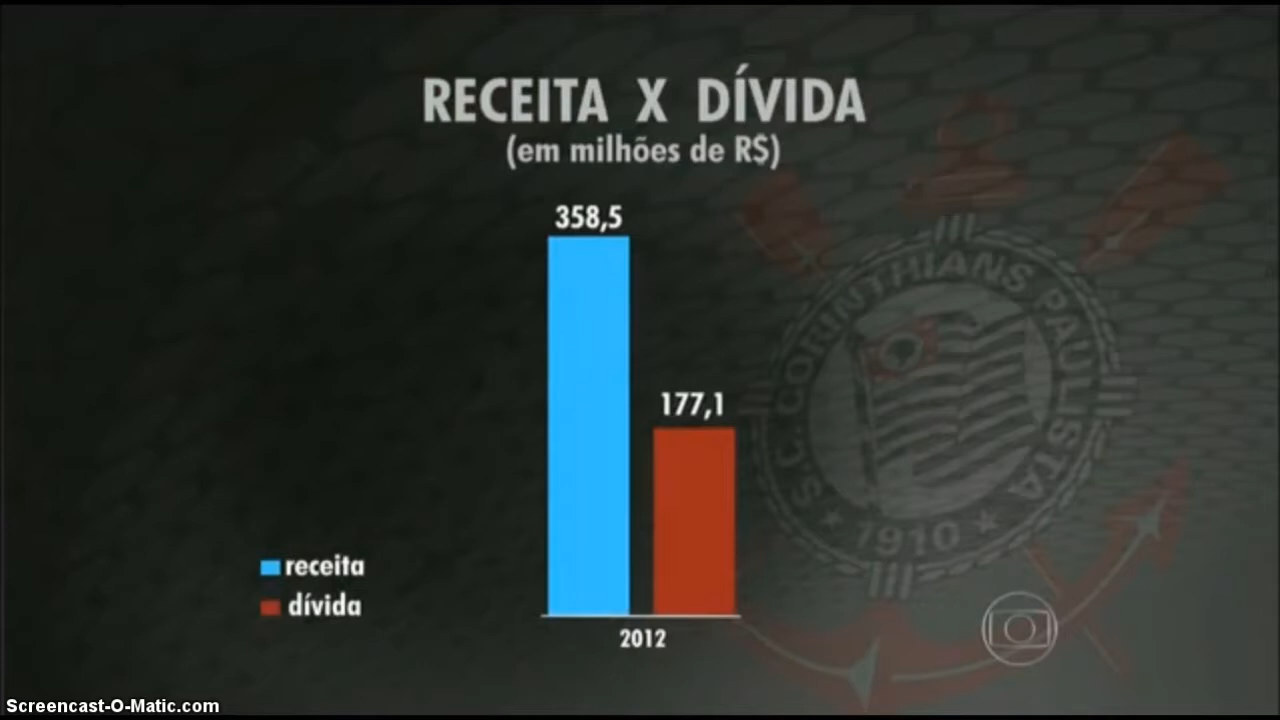 RECEITA X DÍVIDA
(em milhões de R$)
358,5
177,1
receita
dívida
2012
S.C. CORINTHIANS PAULISTA
1910
Screencast-O-Matic.com